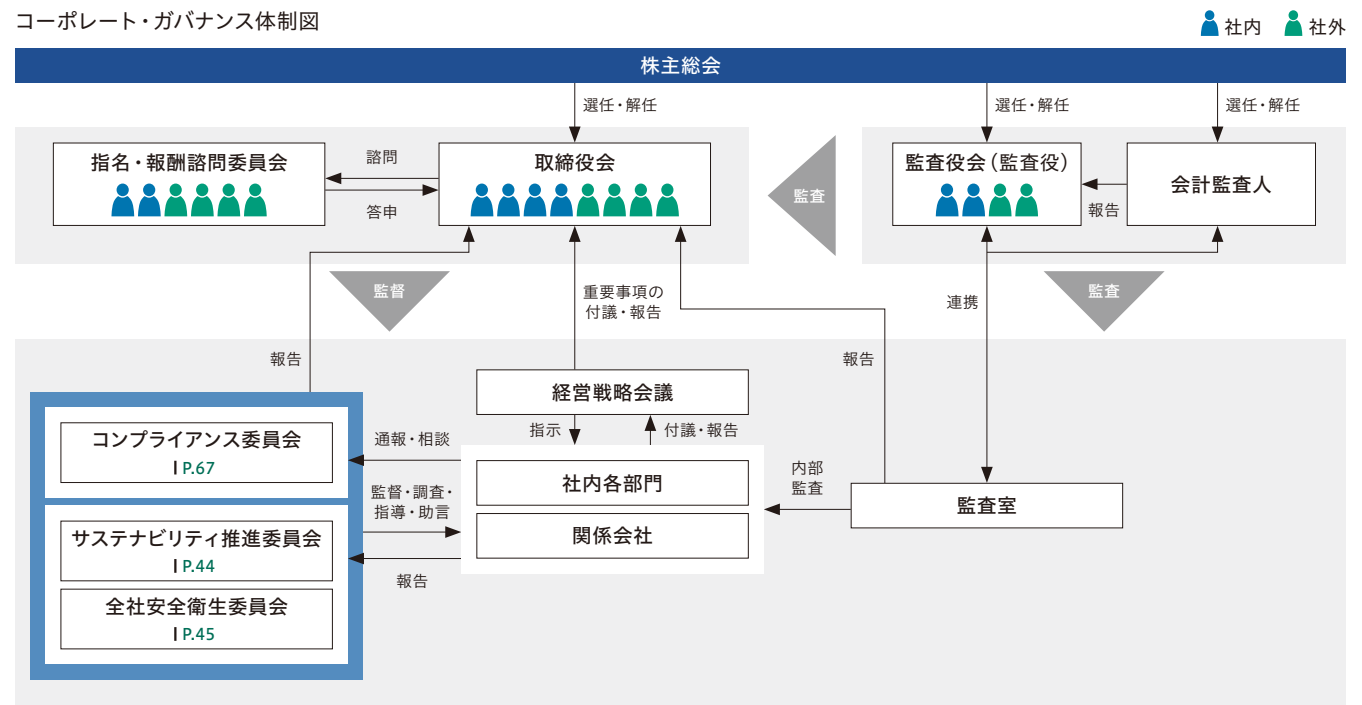 コーポレート・ガバナンス体制図
社内
社外
株主総会
選任・解任
選任・解任
選任・解任
指名・報酬諮問委員会
諮問
答申
取締役会
監査
監査役会（監査役）
報告
会計監査人
監督
重要事項の
付議・報告
連携
監査
報告
報告
経営戦略会議
指示
付議・報告
コンプライアンス委員会
P.67
通報・相談
監督・調査・
指導・助言
報告
サステナビリティ推進委員会
P.44
全社安全衛生委員会
P.45
社内各部門
関係会社
内部
監査
監査室